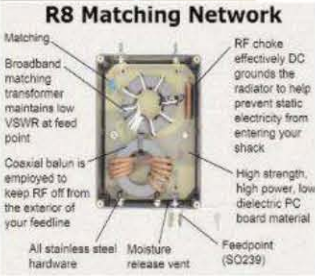 R8 Matching Network
Matching
Broadband
matching
transformer
maintains low
VSWR at feed
point
Coaxial balun is
employed to
keep RF off from
the exterior of
your feedline
All stainless steel
hardware
Moisture
release vent
RF choke
effectively DC
grounds the
radiator to help
prevent static
electricity from
entering your
shack
High strength,
high power, low
dielectric PC
board material
Feedpoint
(SO239)